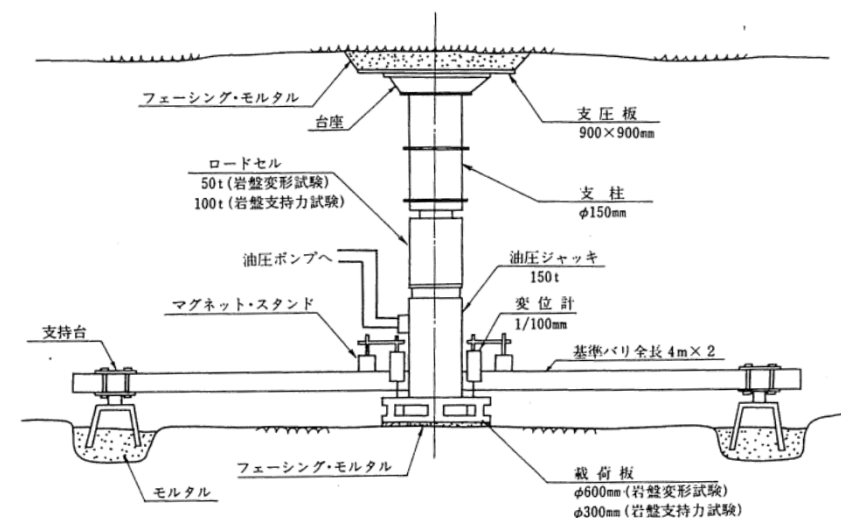 フェーシング・モルタル
台座
支圧板
900×900mm
ロードセル
50t(岩盤変形試験)
100t(岩盤支持力試験)
支柱
φ150mm
油圧ポンプへ
油圧ジャッキ
150t
マグネット・スタンド
変位計
1/100mm
支持台
基準バリ全長4m×2
フェーシング・モルタル
モルタル
載荷板
φ600mm(岩盤変形試験)
φ300mm(岩盤支持力試験)